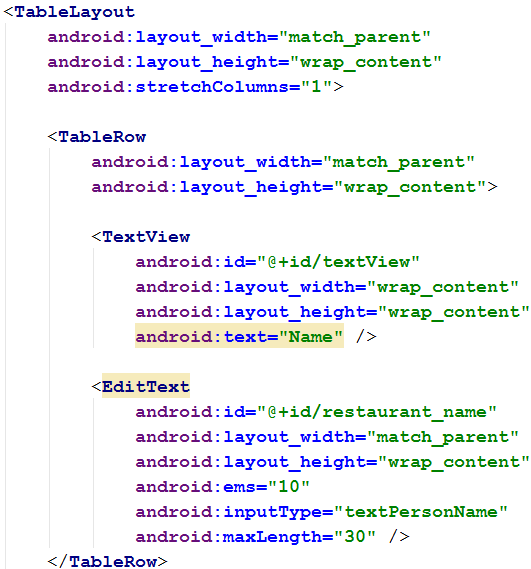 <TableLayout
    android:layout_width="match_parent"
    android:layout_height="wrap_content"
    android:stretchColumns="1">
    <TableRow
        android:layout_width="match_parent"
        android:layout_height="wrap_content">
        <TextView
            android:id="@+id/textView"
            android:layout_width="wrap_content"
            android:layout_height="wrap_content"
            android:text="Name" />
        <EditText
            android:id="@+id/restaurant_name"
            android:layout_width="match_parent"
            android:layout_height="wrap_content"
            android:ems="10"
            android:inputType="textPersonName"
            android:maxLength="30" />
    </TableRow>